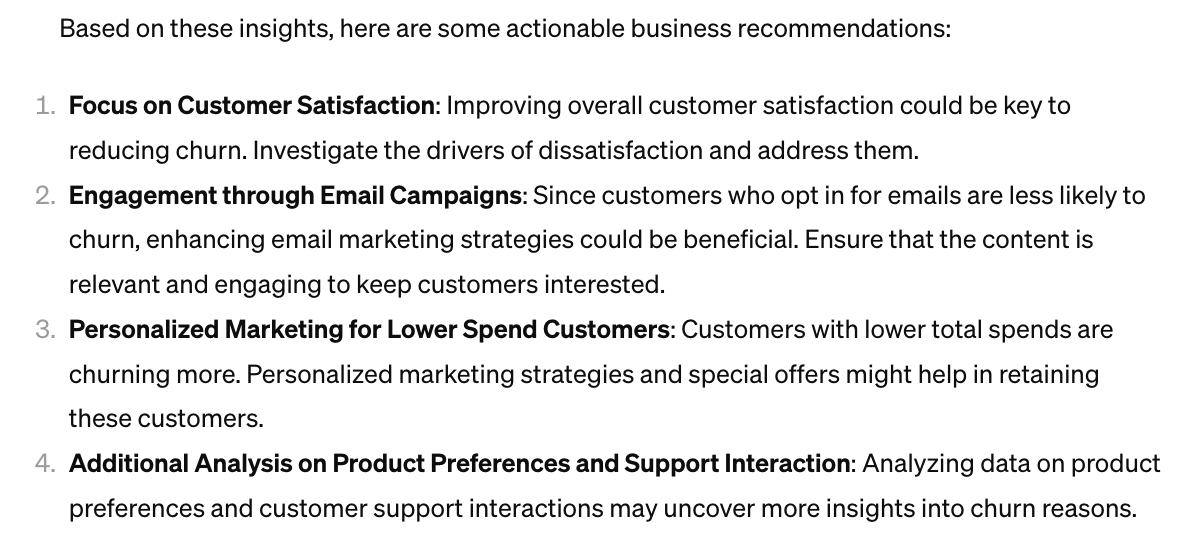 Based on these insights, here are some actionable business recommendations:
1. Focus on Customer Satisfaction: Improving overall customer satisfaction could be key to
reducing churn. Investigate the drivers of dissatisfaction and address them.
2. Engagement through Email Campaigns: Since customers who opt in for emails are less likely to
churn, enhancing email marketing strategies could be beneficial. Ensure that the content is
relevant and engaging to keep customers interested.
3. Personalized Marketing for Lower Spend Customers: Customers with lower total spends are
churning more. Personalized marketing strategies and special offers might help in retaining
these customers.
4. Additional Analysis on Product Preferences and Support Interaction: Analyzing data on product
preferences and customer support interactions may uncover more insights into churn reasons.